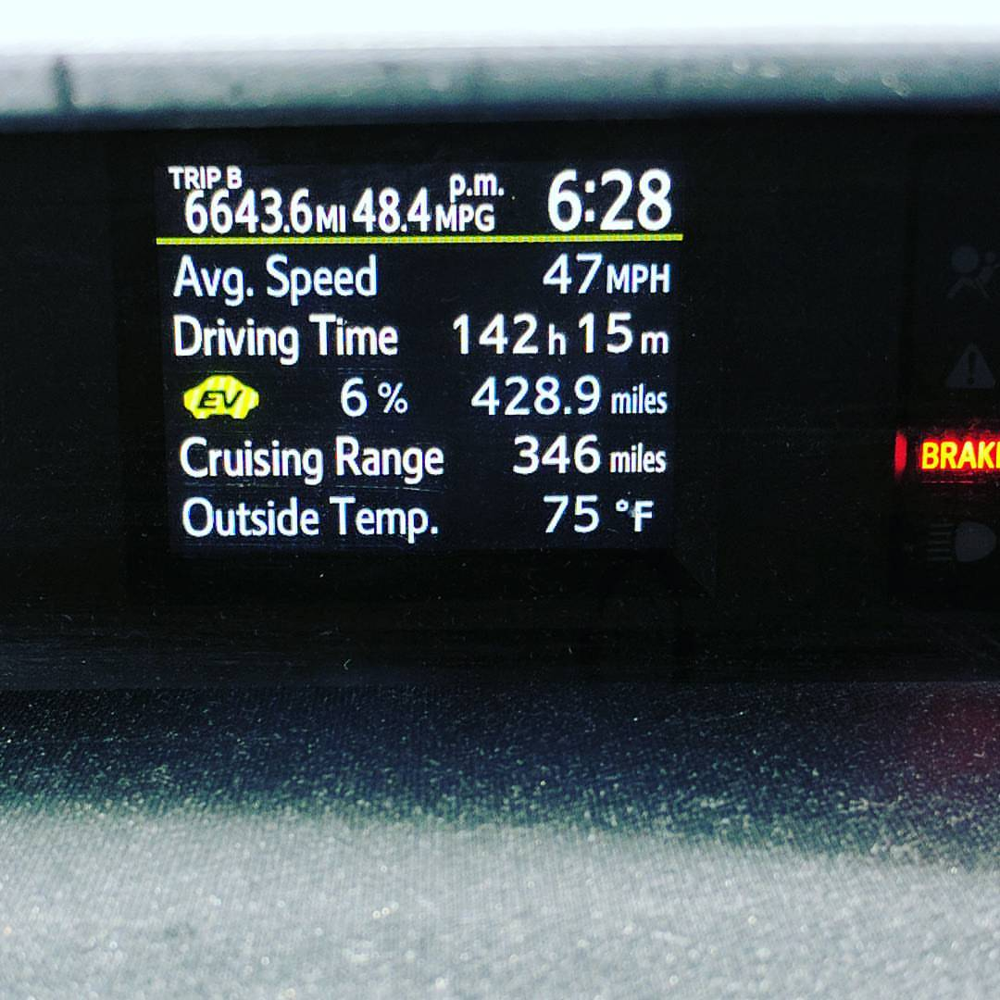 TRIP B
6643.6MI 48.4MPG p.m. 6:28
Avg. Speed 47MPH
Driving Time 142h 15m
EV 6% 428.9 miles
Cruising Range 346 miles
Outside Temp. 75 °F